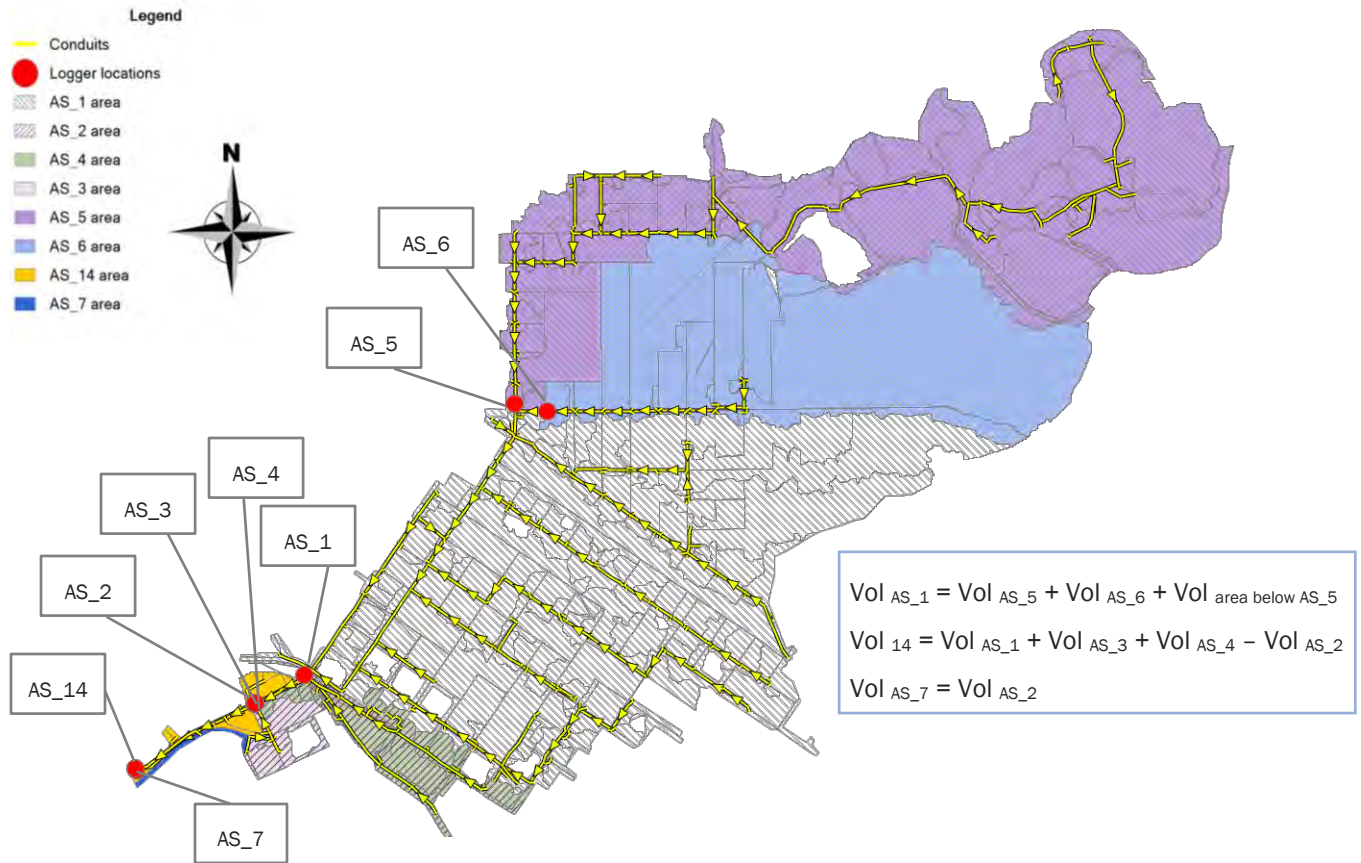 Legend
Conduits
Logger locations
AS_1 area
AS_2 area
AS_4 area
AS_3 area
AS_5 area
AS_6 area
AS_14 area
AS_7 area
N
AS_6
AS_5
AS_4
AS_3
AS_1
AS_2
AS_14
AS_7
Vol AS_1 = Vol AS_5 + Vol AS_6 + Vol area below AS_5
Vol 14 = Vol AS_1 + Vol AS_3 + Vol AS_4 – Vol AS_2
Vol AS_7 = Vol AS_2